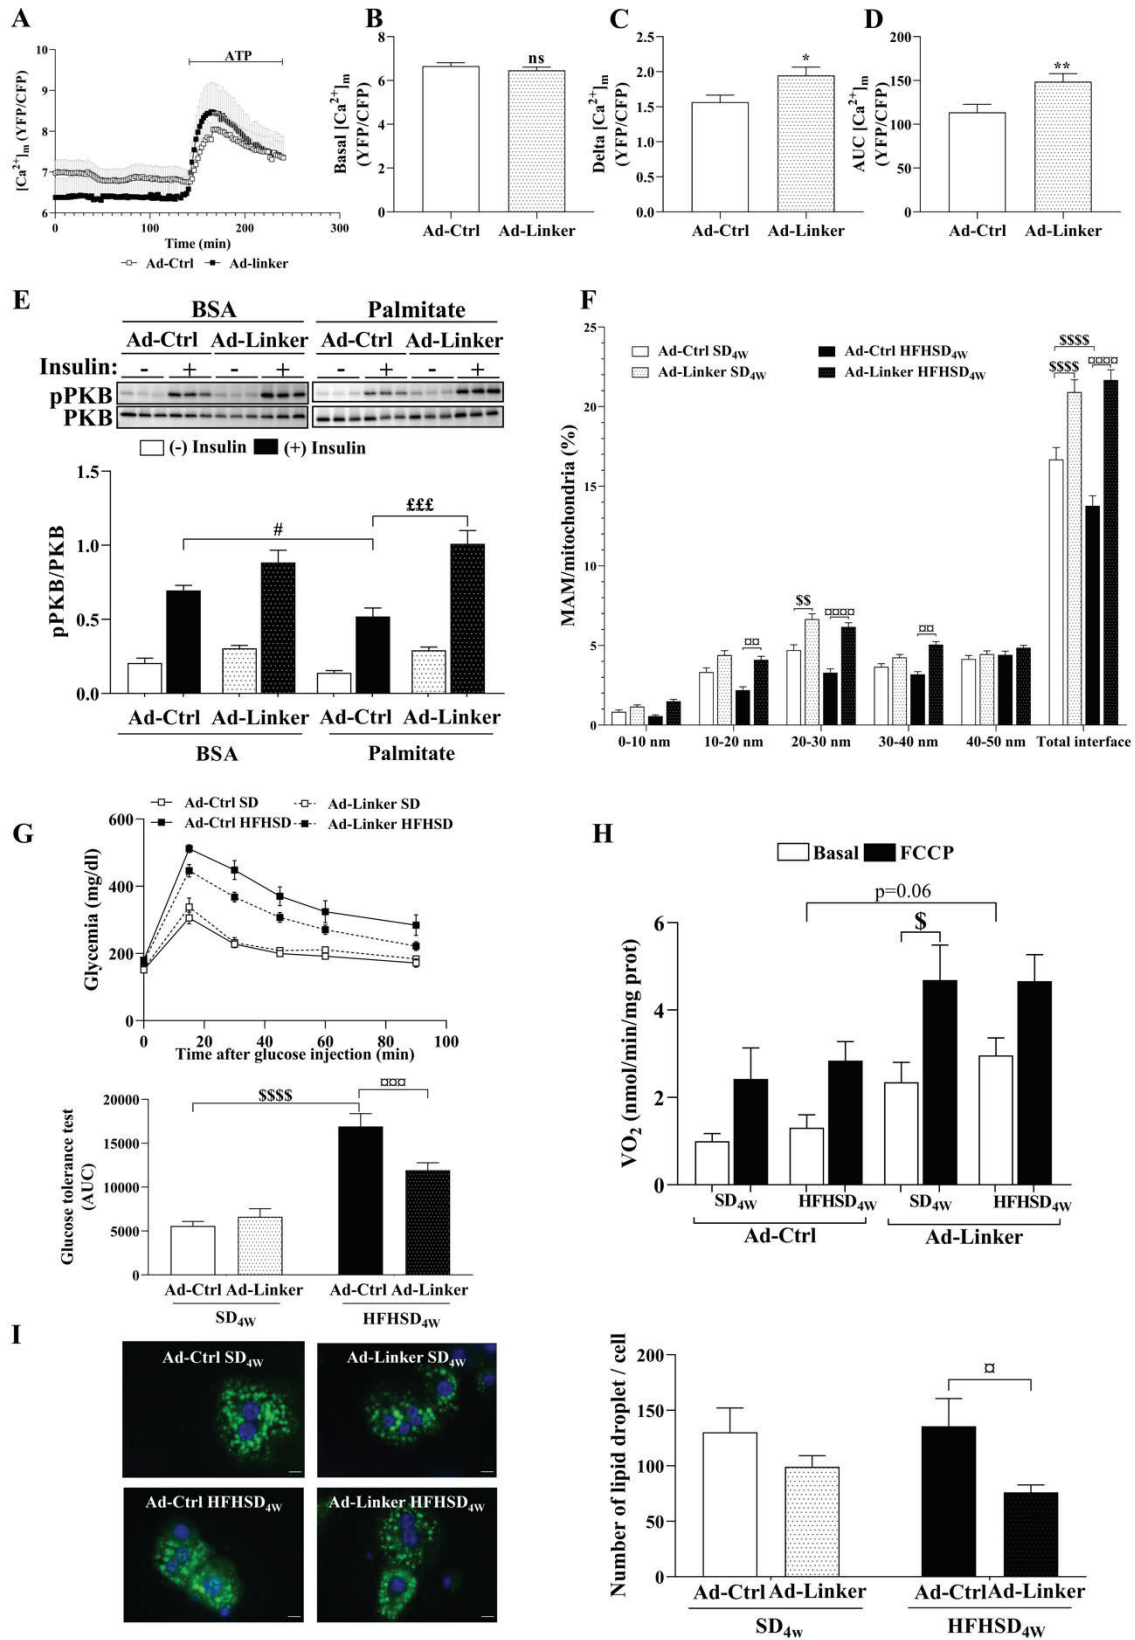 A
B
C
D
ATP
[Ca²⁺]m (YFP/CFP)
10
9
8
7
6
0
100
200
300
Time (min)
Ad-Ctrl
Ad-linker
Basal [Ca²⁺]m
(YFP/CFP)
8
6
4
2
0
ns
Ad-Ctrl
Ad-Linker
Delta [Ca²⁺]m
(YFP/CFP)
2.5
2.0
1.5
1.0
0.5
0.0
*
Ad-Ctrl
Ad-Linker
AUC [Ca²⁺]m
(YFP/CFP)
200
150
100
50
0
**
Ad-Ctrl
Ad-Linker
E
BSA
Palmitate
Ad-Ctrl Ad-Linker
Ad-Ctrl Ad-Linker
Insulin: - + - + - + - +
pPKB
PKB
(-) Insulin
(+) Insulin
pPKB/PKB
1.5
1.0
0.5
0.0
#
£££
Ad-Ctrl Ad-Linker Ad-Ctrl Ad-Linker
BSA
Palmitate
F
MAM/mitochondria (%)
25
20
15
10
5
0
Ad-Ctrl SD4W
Ad-Linker SD4W
Ad-Ctrl HFHSD4W
Ad-Linker HFHSD4W
¤¤
$$
¤¤¤¤
¤¤
$$$$
$$$$
¤¤¤¤
0-10 nm
10-20 nm
20-30 nm
30-40 nm
40-50 nm
Total interface
G
Ad-Ctrl SD
Ad-Linker SD
Ad-Ctrl HFHSD
Ad-Linker HFHSD
Glycemia (mg/dl)
600
400
200
0
0
20
40
60
80
100
Time after glucose injection (min)
Glucose tolerance test
(AUC)
20000
15000
10000
5000
0
$$$$
¤¤¤
Ad-Ctrl Ad-Linker
Ad-Ctrl Ad-Linker
SD4W
HFHSD4W
H
Basal
FCCP
p=0.06
$
VO₂ (nmol/min/mg prot)
6
4
2
0
SD4W
HFHSD4W
SD4W
HFHSD4W
Ad-Ctrl
Ad-Linker
I
Ad-Ctrl SD4W
Ad-Linker SD4W
Ad-Ctrl HFHSD4W
Ad-Linker HFHSD4W
Number of lipid droplet / cell
200
150
100
50
0
¤
Ad-Ctrl Ad-Linker
Ad-Ctrl Ad-Linker
SD4w
HFHSD4W